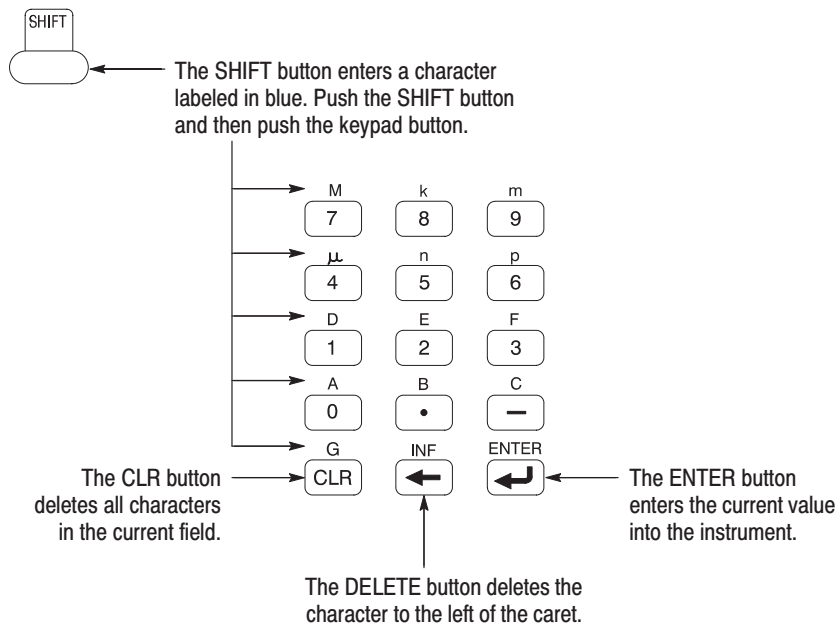 SHIFT
The SHIFT button enters a character
labeled in blue. Push the SHIFT button
and then push the keypad button.
M k m
7 8 9
μ n p
4 5 6
D E F
1 2 3
A B C
0 • –
G INF ENTER
CLR ← ↵
The CLR button
deletes all characters
in the current field.
The ENTER button
enters the current value
into the instrument.
The DELETE button deletes the
character to the left of the caret.